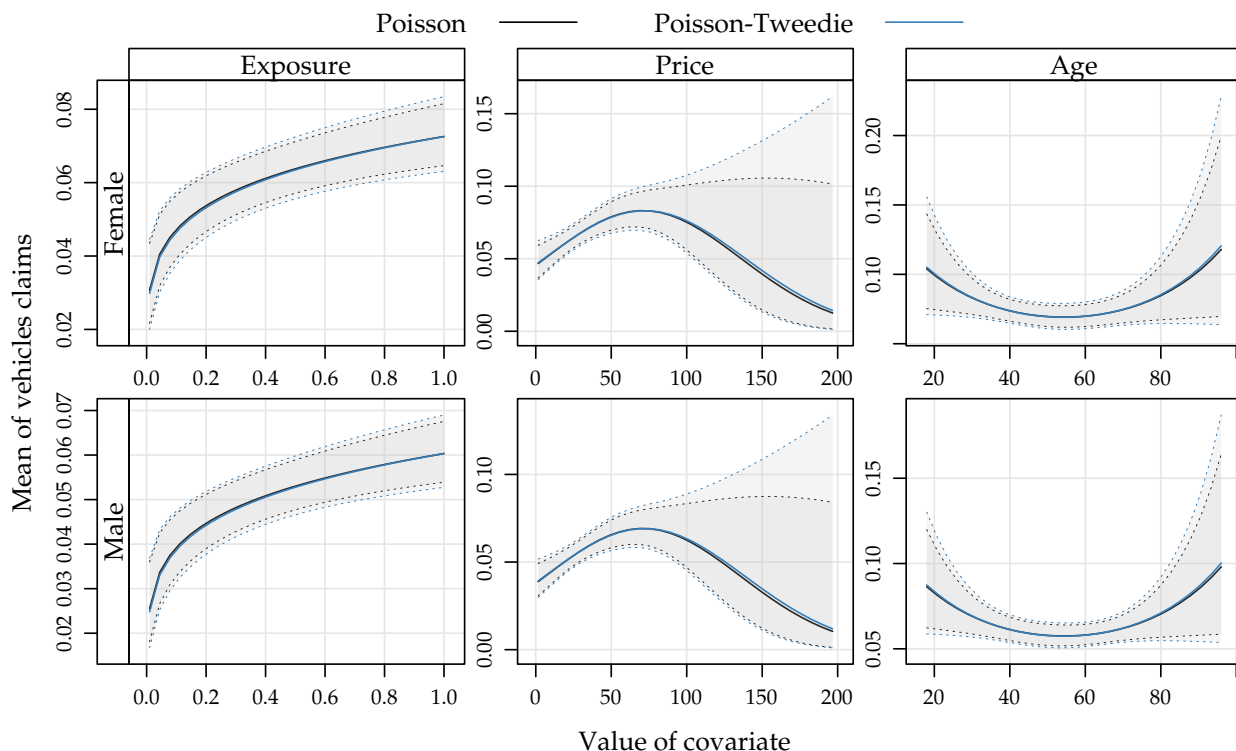 Poisson Poisson-Tweedie
Exposure Price Age
Mean of vehicles claims
Female
0.02 0.04 0.06 0.08
0.00 0.05 0.10 0.15
0.10 0.15 0.20
0.0 0.2 0.4 0.6 0.8 1.0
0 50 100 150 200
20 40 60 80
Male
0.02 0.03 0.04 0.05 0.06 0.07
0.00 0.05 0.10
0.05 0.10 0.15
0.0 0.2 0.4 0.6 0.8 1.0
0 50 100 150 200
20 40 60 80
Value of covariate